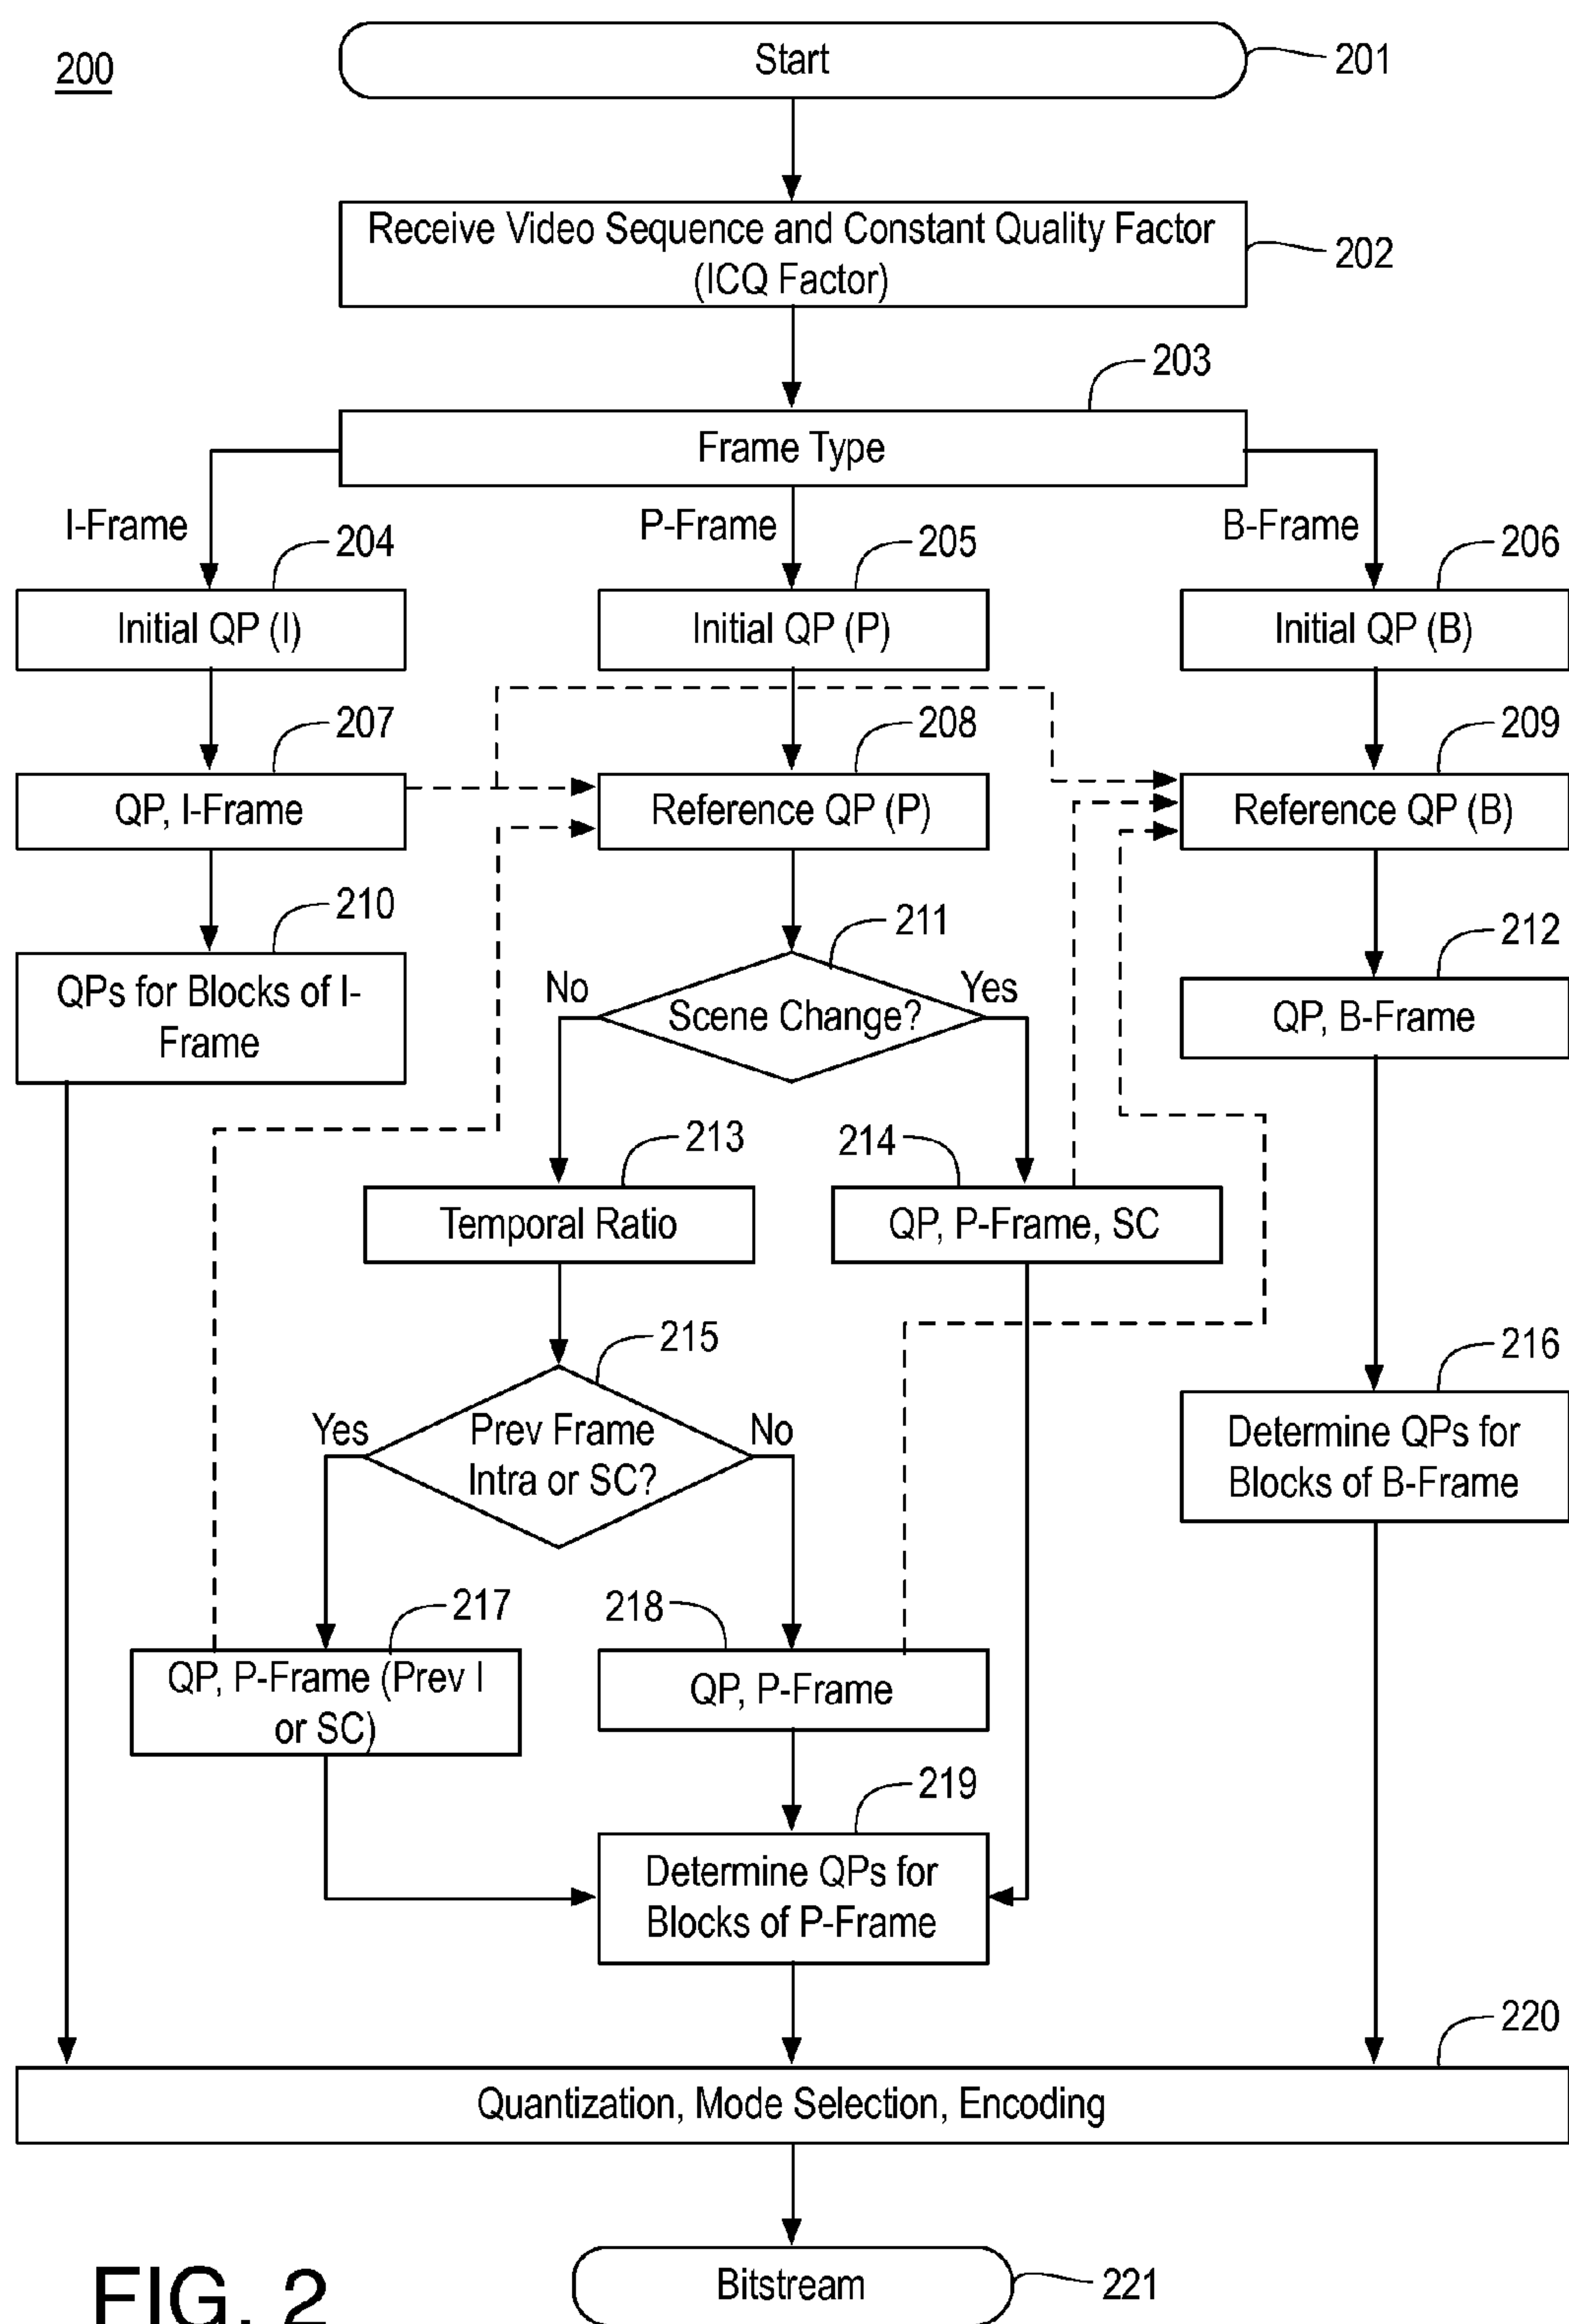 200
Start
201
Receive Video Sequence and Constant Quality Factor
(ICQ Factor)
202
203
Frame Type
I-Frame
P-Frame
B-Frame
204
205
206
Initial QP (I)
Initial QP (P)
Initial QP (B)
207
208
209
QP, I-Frame
Reference QP (P)
Reference QP (B)
210
211
212
QPs for Blocks of I-
Frame
No
Scene Change?
Yes
QP, B-Frame
213
214
Temporal Ratio
QP, P-Frame, SC
215
216
Yes
Prev Frame
Intra or SC?
No
Determine QPs for
Blocks of B-Frame
217
218
QP, P-Frame (Prev I
or SC)
QP, P-Frame
219
Determine QPs for
Blocks of P-Frame
220
Quantization, Mode Selection, Encoding
Bitstream
221
FIG. 2